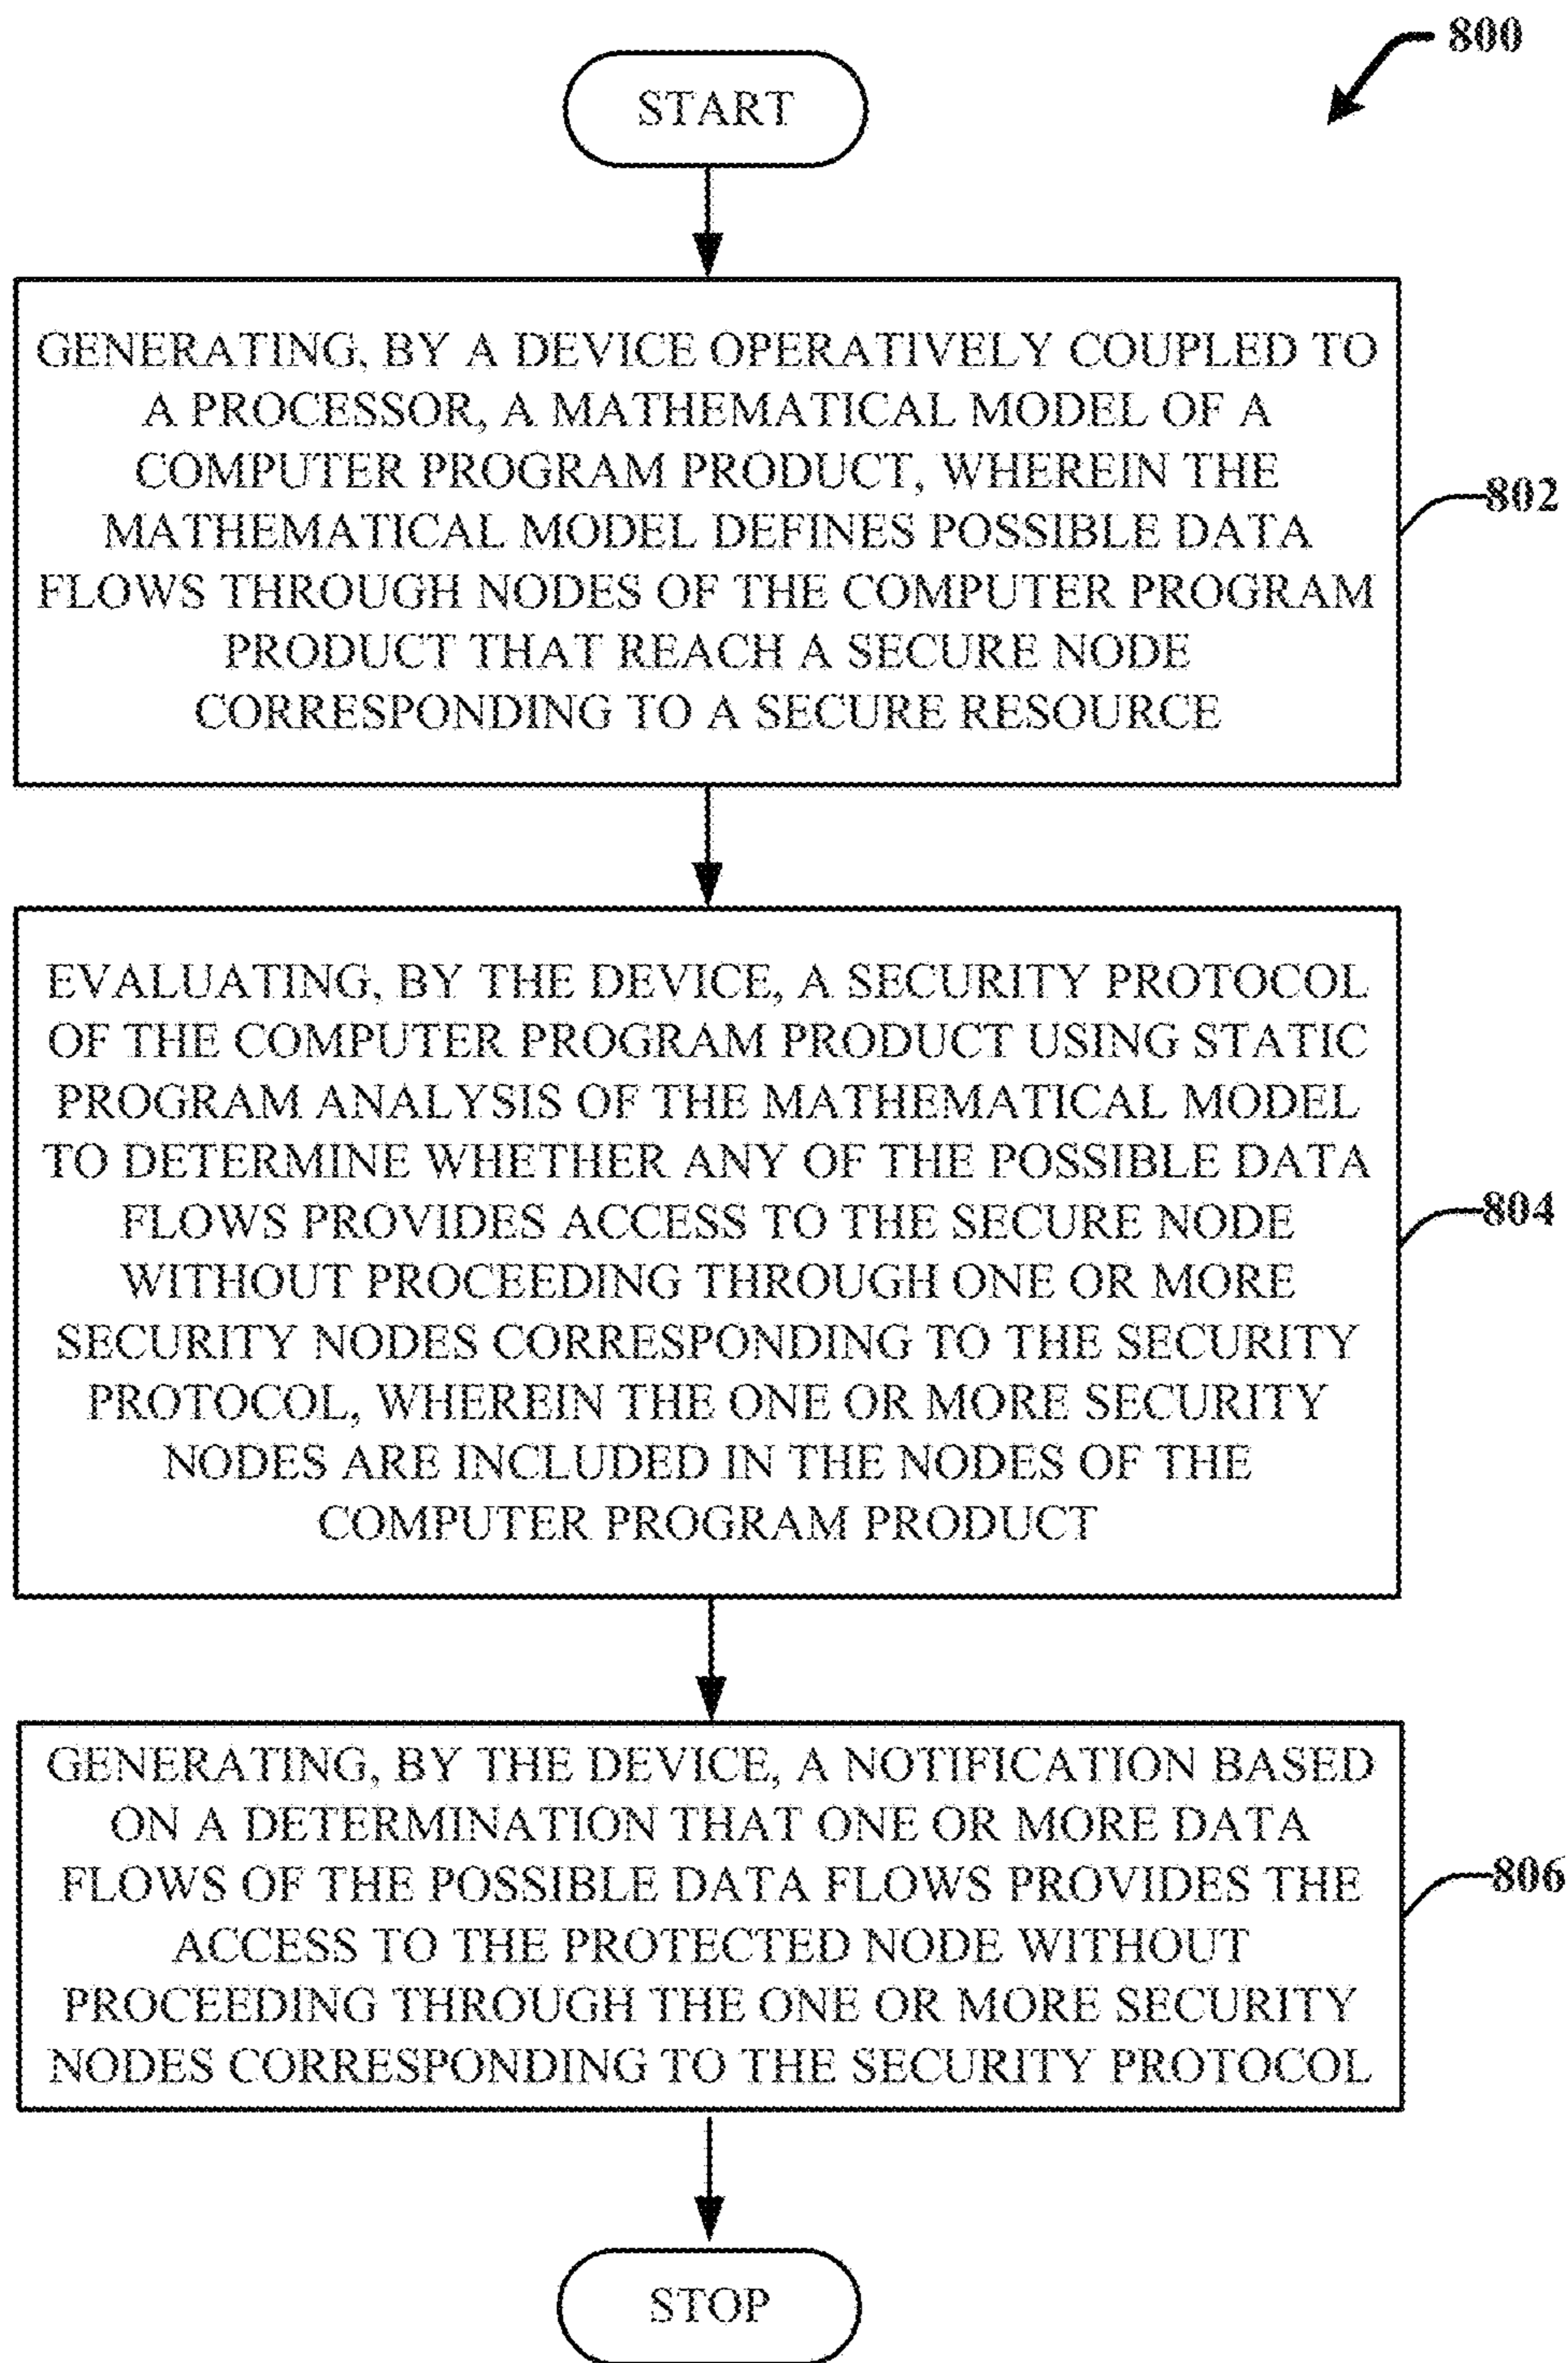 800
START
GENERATING, BY A DEVICE OPERATIVELY COUPLED TO
A PROCESSOR, A MATHEMATICAL MODEL OF A
COMPUTER PROGRAM PRODUCT, WHEREIN THE
MATHEMATICAL MODEL DEFINES POSSIBLE DATA
FLOWS THROUGH NODES OF THE COMPUTER PROGRAM
PRODUCT THAT REACH A SECURE NODE
CORRESPONDING TO A SECURE RESOURCE
802
EVALUATING, BY THE DEVICE, A SECURITY PROTOCOL
OF THE COMPUTER PROGRAM PRODUCT USING STATIC
PROGRAM ANALYSIS OF THE MATHEMATICAL MODEL
TO DETERMINE WHETHER ANY OF THE POSSIBLE DATA
FLOWS PROVIDES ACCESS TO THE SECURE NODE
WITHOUT PROCEEDING THROUGH ONE OR MORE
SECURITY NODES CORRESPONDING TO THE SECURITY
PROTOCOL, WHEREIN THE ONE OR MORE SECURITY
NODES ARE INCLUDED IN THE NODES OF THE
COMPUTER PROGRAM PRODUCT
804
GENERATING, BY THE DEVICE, A NOTIFICATION BASED
ON A DETERMINATION THAT ONE OR MORE DATA
FLOWS OF THE POSSIBLE DATA FLOWS PROVIDES THE
ACCESS TO THE PROTECTED NODE WITHOUT
PROCEEDING THROUGH THE ONE OR MORE SECURITY
NODES CORRESPONDING TO THE SECURITY PROTOCOL
806
STOP